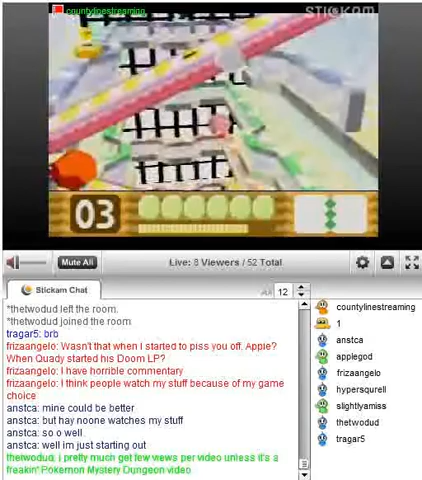 countylinestreaming
STICKAM
03
Mute All
Live: 8 Viewers / 52 Total
Stickam Chat
AA 12
*thetwodud left the room.
*thetwodud joined the room
tragar5: brb
frizaangelo: Wasn't that when I started to piss you off, Appie?
When Quady started his Doom LP?
frizaangelo: I have horrible commentary
frizaangelo: I think people watch my stuff because of my game
choice
anstca: mine could be better
anstca: but hay noone watches my stuff
anstca: so o well
anstca: well im just starting out
thetwodud: i pretty much get few views per video unless it's a
freakin' Pokemon Mystery Dungeon video
countylinestreaming
1
anstca
applegod
frizaangelo
hypersqurell
slightlyamiss
thetwodud
tragar5